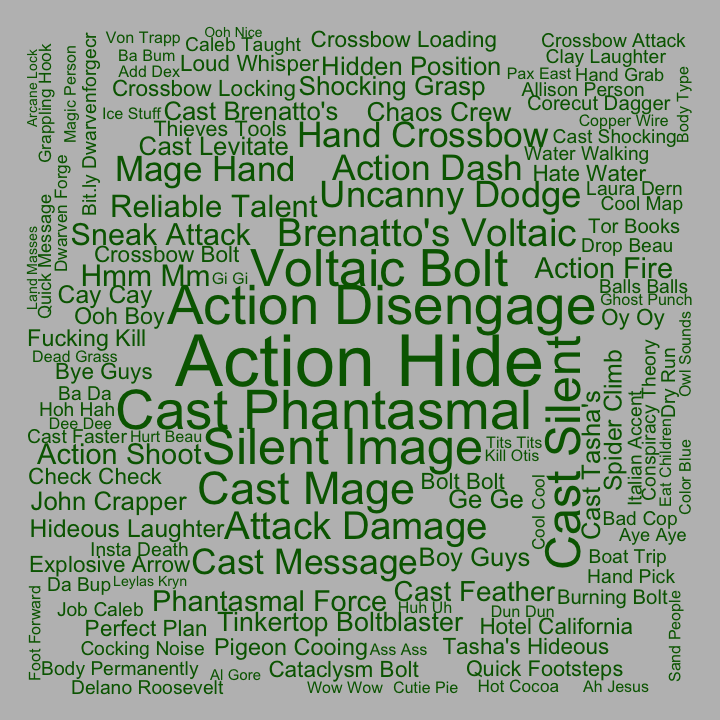 Von Trapp
Ooh Nice
Ba Bum
Caleb Taught
Crossbow Loading
Crossbow Attack
Add Dex
Loud Whisper
Hidden Position
Clay Laughter
Pax East
Hand Grab
Crossbow Locking
Shocking Grasp
Allison Person
Corecut Dagger
Ice Stuff
Cast Brenatto's
Chaos Crew
Copper Wire
Thieves Tools
Hand Crossbow
Cast Shocking
Cast Levitate
Water Walking
Mage Hand
Action Dash
Hate Water
Uncanny Dodge
Laura Dern
Reliable Talent
Cool Map
Sneak Attack
Brenatto's Voltaic
Tor Books
Drop Beau
Crossbow Bolt
Voltaic Bolt
Action Fire
Hmm Mm
Gi Gi
Balls Balls
Cay Cay
Action Disengage
Ghost Punch
Ooh Boy
Oy Oy
Fucking Kill
Dead Grass
Action Hide
Bye Guys
Ba Da
Hoh Hah
Cast Phantasmal
Dee Dee
Cast Faster
Hurt Beau
Silent Image
Tits Tits
Action Shoot
Kill Otis
Check Check
Cast Mage
Bolt Bolt
John Crapper
Ge Ge
Hideous Laughter
Attack Damage
Bad Cop
Aye Aye
Insta Death
Explosive Arrow
Cast Message
Boy Guys
Boat Trip
Da Bup
Leylas Kryn
Hand Pick
Phantasmal Force
Cast Feather
Burning Bolt
Job Caleb
Huh Uh
Dun Dun
Perfect Plan
Tinkertop Boltblaster
Hotel California
Cocking Noise
Pigeon Cooing
Ass Ass
Tasha's Hideous
Body Permanently
Al Gore
Cataclysm Bolt
Quick Footsteps
Delano Roosevelt
Wow Wow
Cutie Pie
Hot Cocoa
Ah Jesus
Arcane Lock
Grappling Hook
Magic Person
Bit.ly Dwarvenforgecr
Dwarven Forge
Quick Message
Land Masses
Body Type
Cast Silent
Cast Tasha's
Spider Climb
Italian Accent
Conspiracy Theory
Eat Children
Dry Run
Owl Sounds
Color Blue
Cool Cool
Foot Forward
Sand People